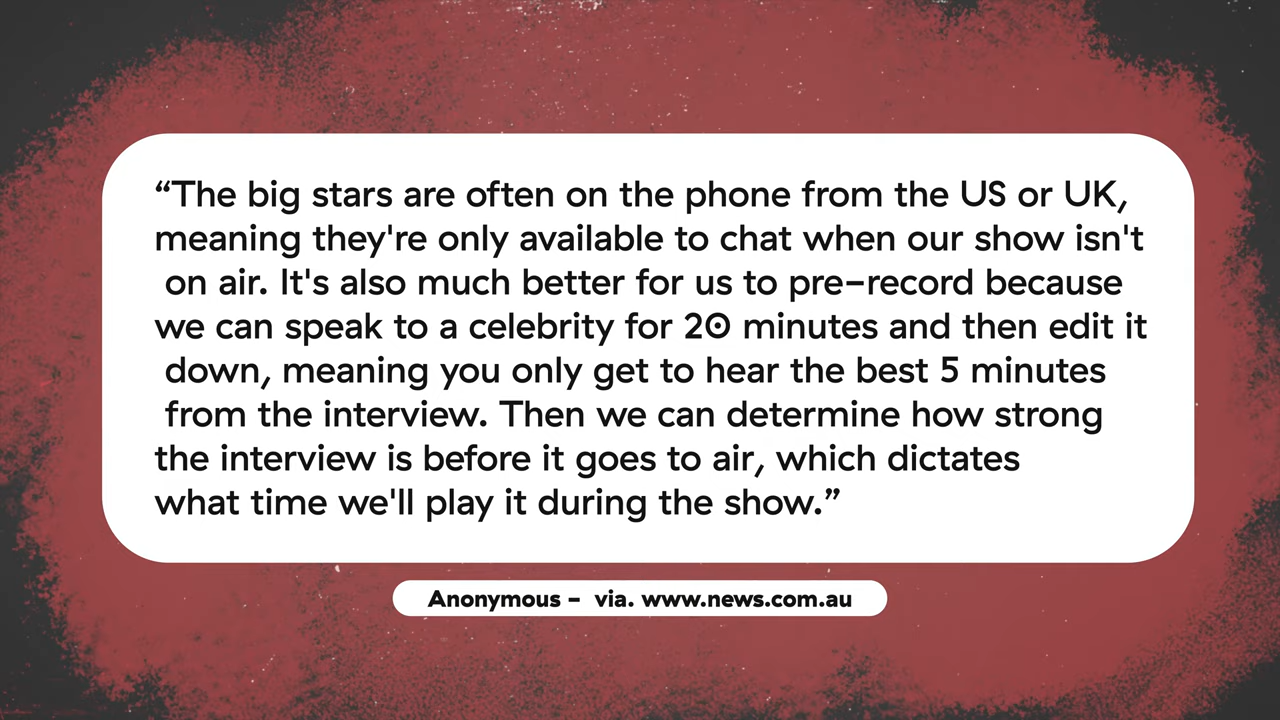 “The big stars are often on the phone from the US or UK,
meaning they're only available to chat when our show isn't
on air. It's also much better for us to pre-record because
we can speak to a celebrity for 20 minutes and then edit it
down, meaning you only get to hear the best 5 minutes
from the interview. Then we can determine how strong
the interview is before it goes to air, which dictates
what time we'll play it during the show.”
Anonymous - via. www.news.com.au